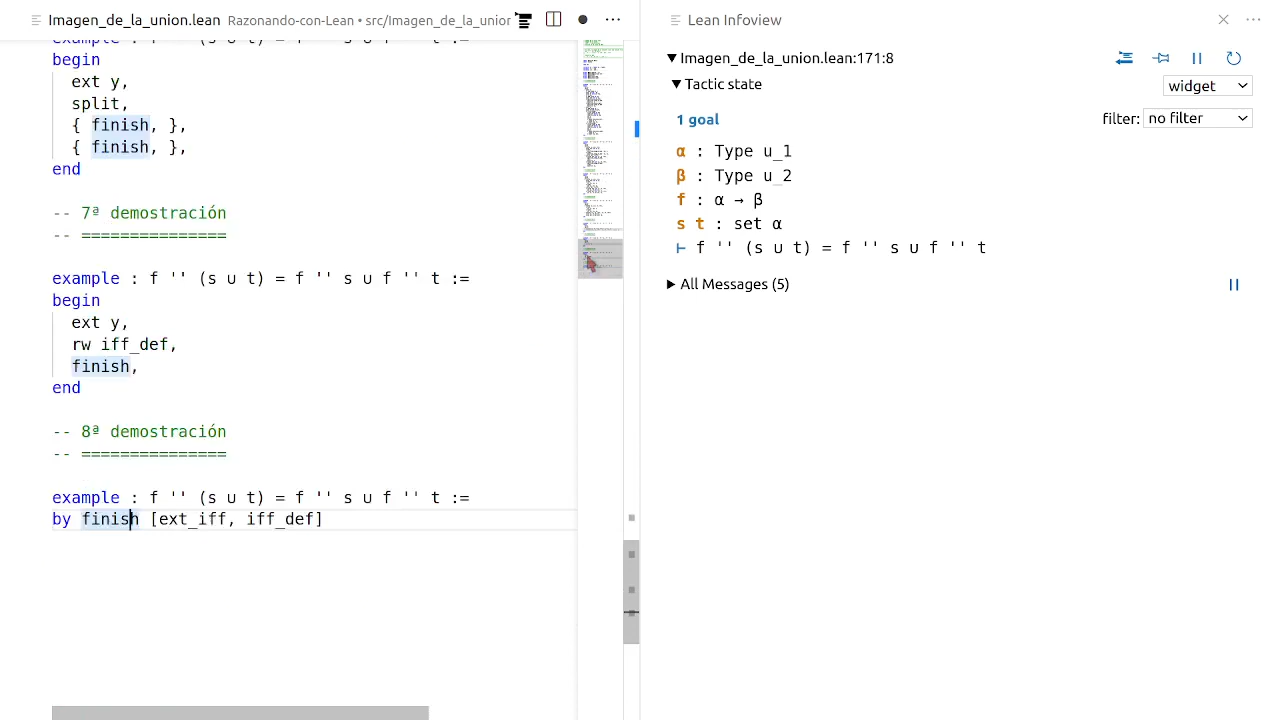 Imagen_de_la_union.lean Razonando-con-Lean • src/Imagen_de_la_unior
example : f '' (s ∪ t) = f '' s ∪ f '' t :=
begin
ext y,
split,
{ finish, },
{ finish, },
end
-- 7ª demostración
-- ===============
example : f '' (s ∪ t) = f '' s ∪ f '' t :=
begin
ext y,
rw iff_def,
finish,
end
-- 8ª demostración
-- ===============
example : f '' (s ∪ t) = f '' s ∪ f '' t :=
by finish [ext_iff, iff_def]
Lean Infoview
Imagen_de_la_union.lean:171:8
Tactic state
widget
1 goal
filter: no filter
α : Type u_1
β : Type u_2
f : α → β
s t : set α
⊢ f '' (s ∪ t) = f '' s ∪ f '' t
All Messages (5)